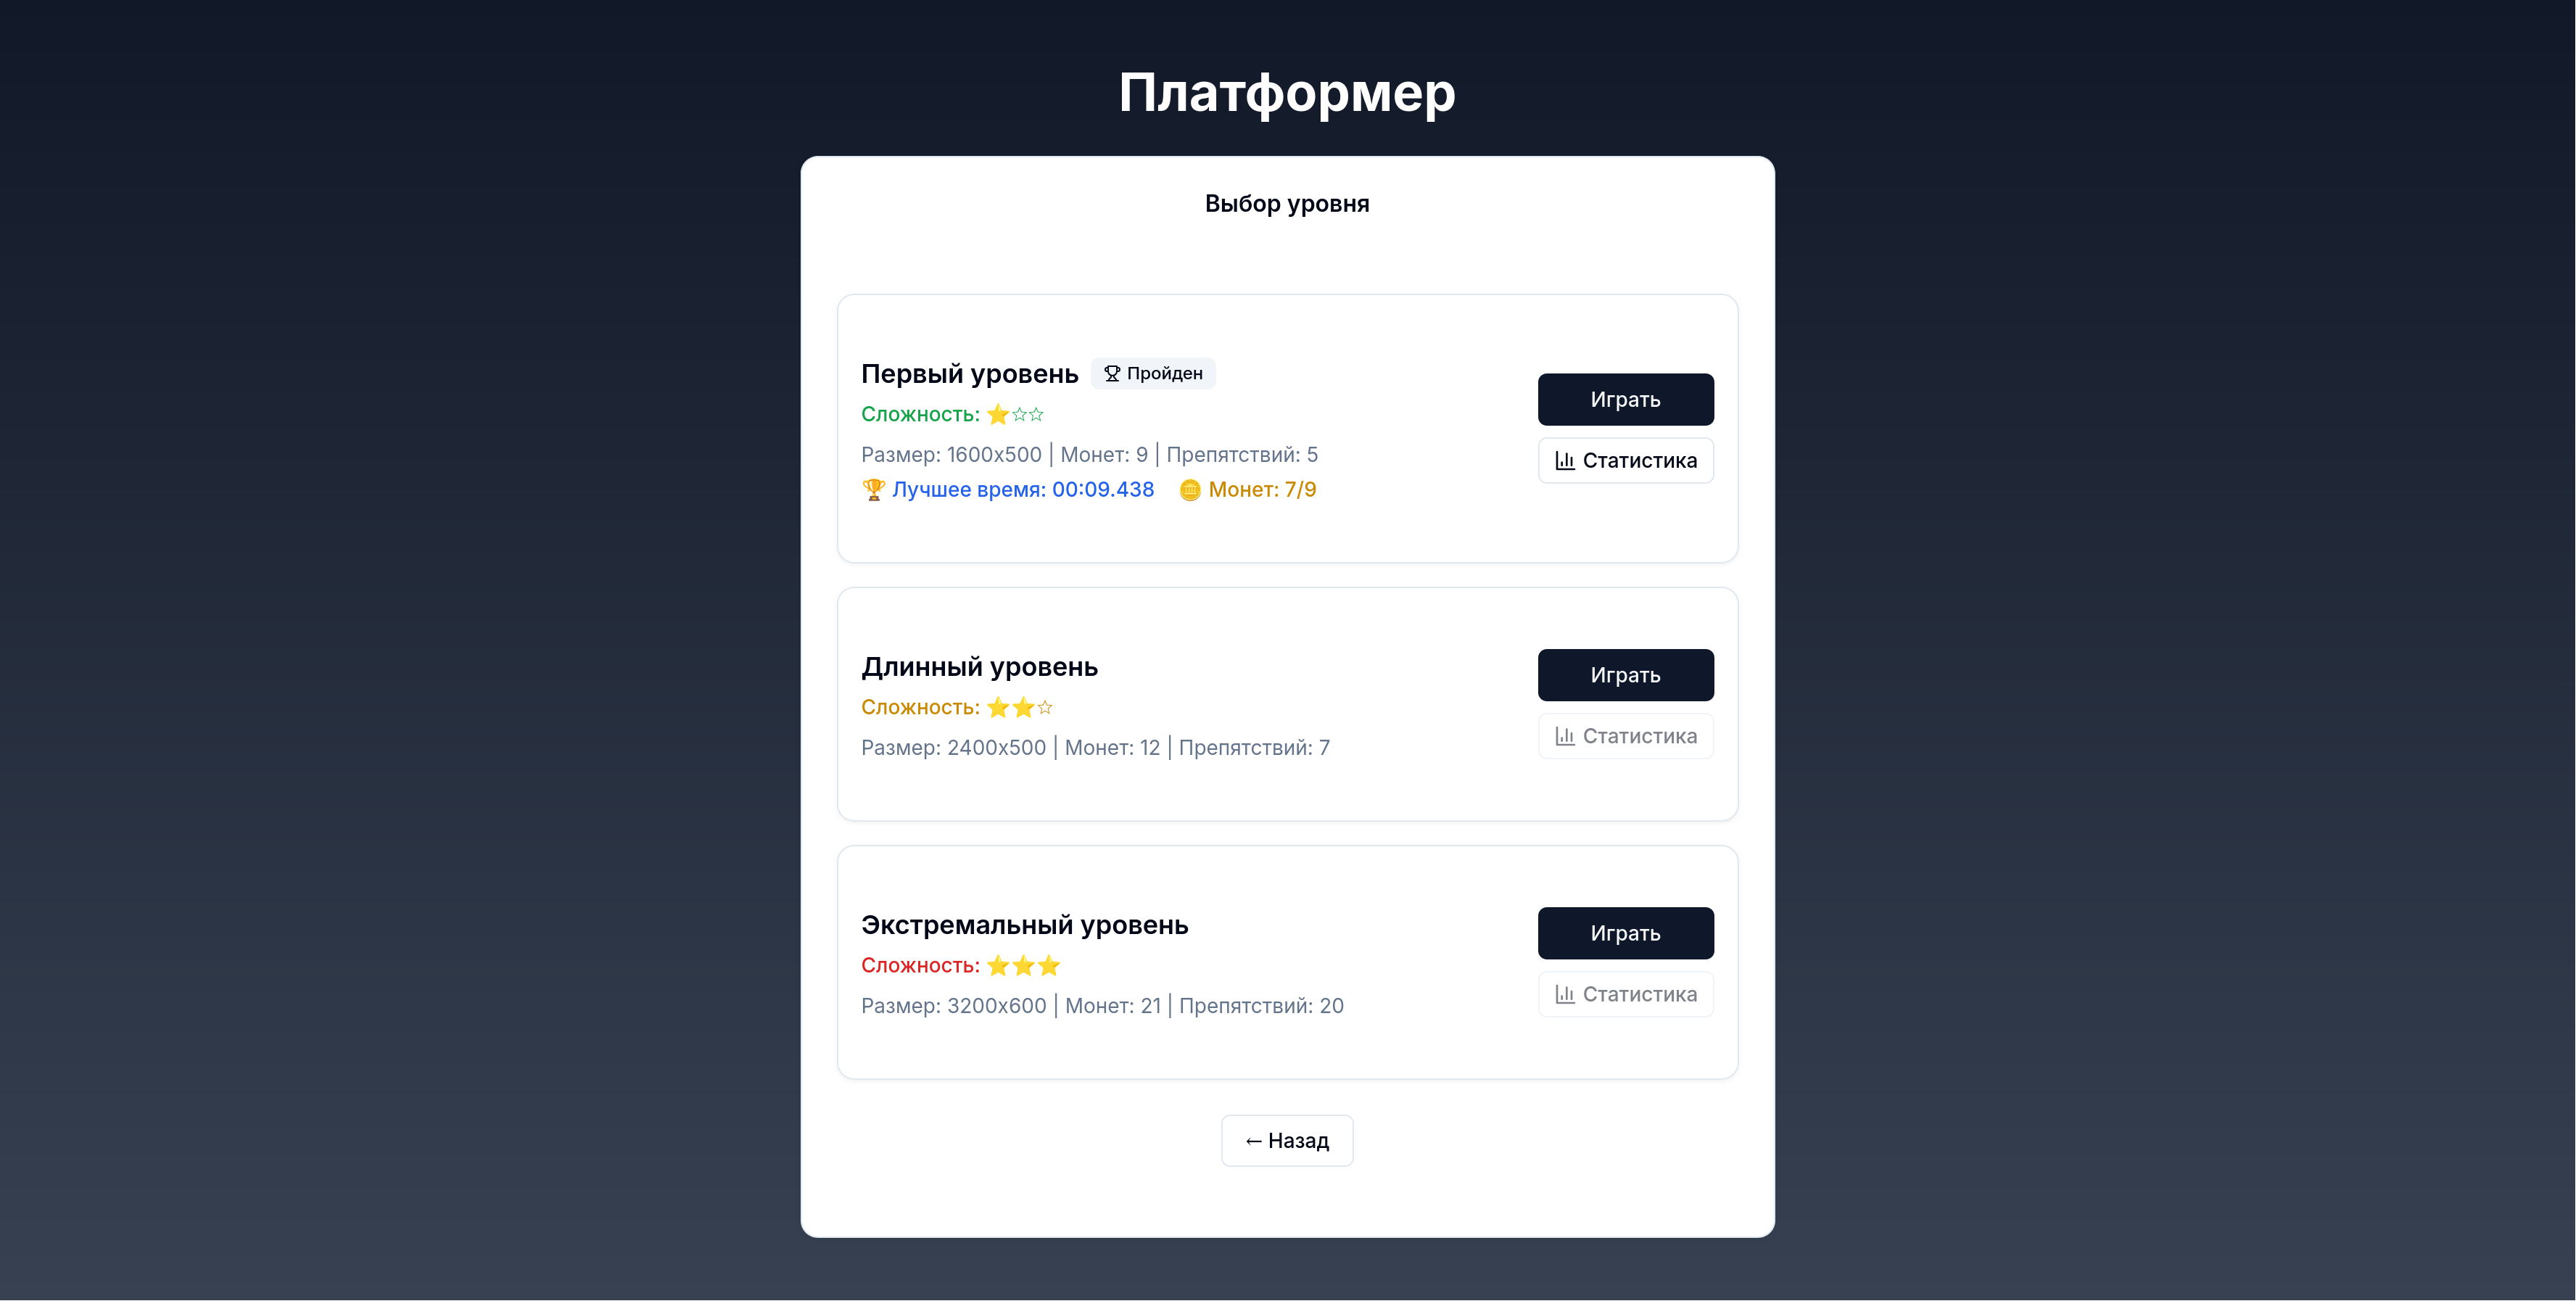 Платформер
Выбор уровня
Первый уровень Пройден
Сложность: ⭐☆☆
Размер: 1600x500 | Монет: 9 | Препятствий: 5
🏆 Лучшее время: 00:09.438 🪙 Монет: 7/9
Играть
Статистика
Длинный уровень
Сложность: ⭐⭐☆
Размер: 2400x500 | Монет: 12 | Препятствий: 7
Играть
Статистика
Экстремальный уровень
Сложность: ⭐⭐⭐
Размер: 3200x600 | Монет: 21 | Препятствий: 20
Играть
Статистика
← Назад